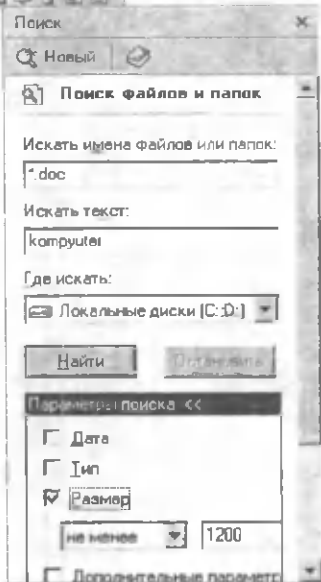 Поиск
Новый
Поиск файлов и папок
Искать имена файлов или папок:
*.doc
Искать текст:
kompyuter
Где искать:
Локальные диски (C:;D:)
Найти
Остановить
Параметры поиска <<
Дата
Тип
Размер
не менее 1200
Дополнительные параметр